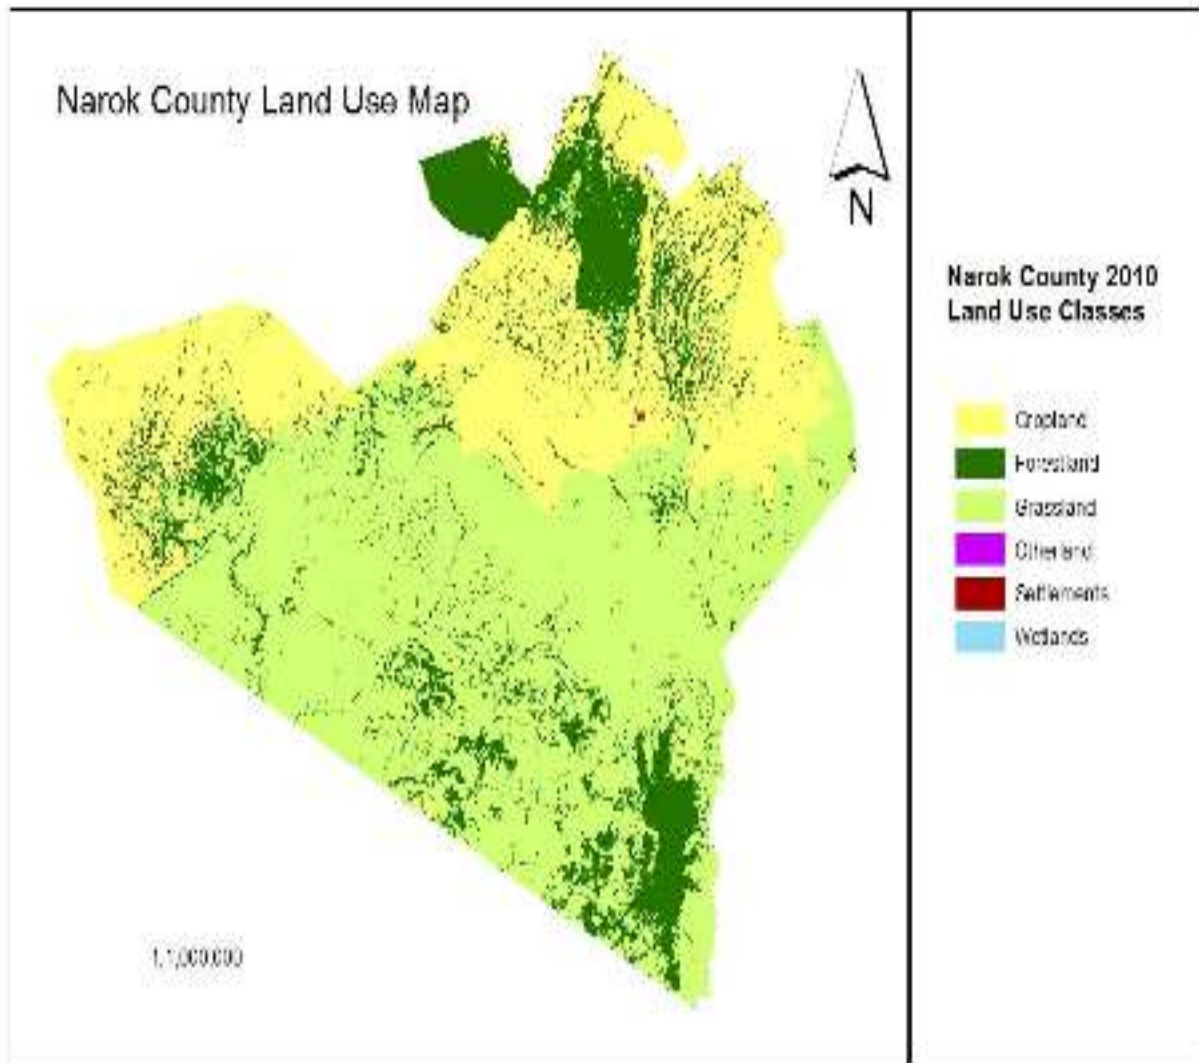 Narok County Land Use Map
N
Narok County 2010
Land Use Classes
Cropland
Forestland
Grassland
Otherland
Settlements
Wetlands
1:1,000,000